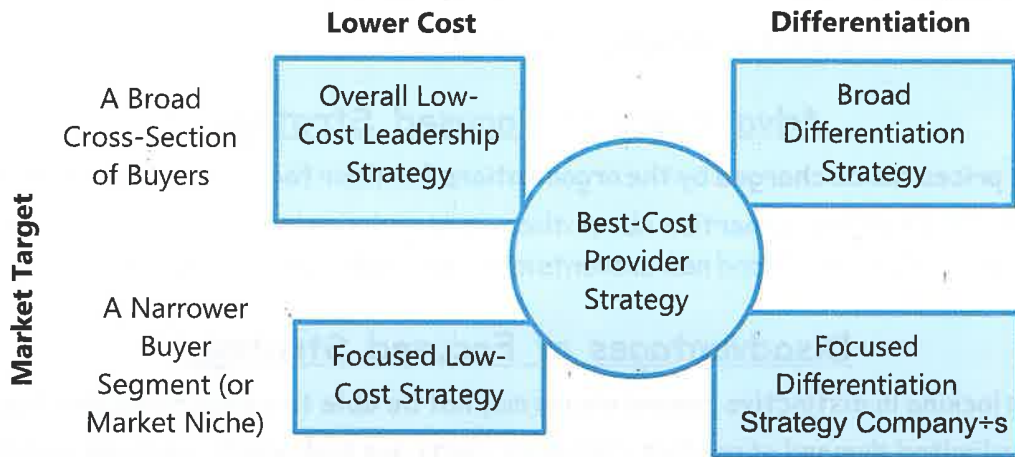 Lower Cost
Differentiation
A Broad
Cross-Section
of Buyers
Overall Low-
Cost Leadership
Strategy
Broad
Differentiation
Strategy
Best-Cost
Provider
Strategy
Market Target
A Narrower
Buyer
Segment (or
Market Niche)
Focused Low-
Cost Strategy
Focused
Differentiation
Strategy Company÷s